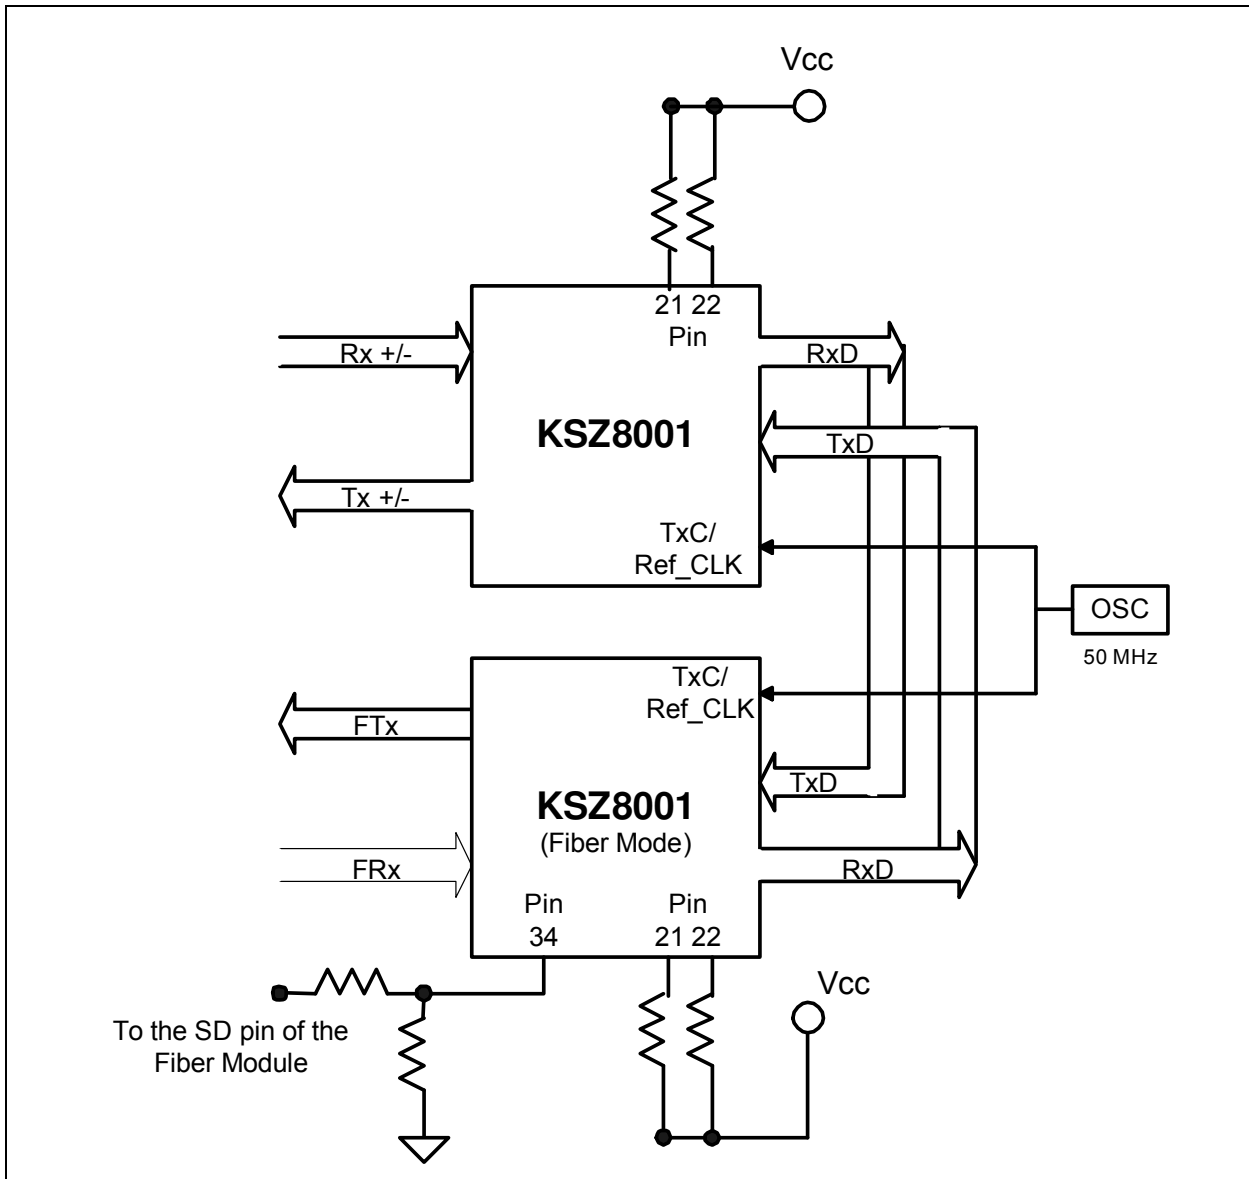 Vcc
21 22
Pin
Rx +/-
RxD
KSZ8001
TxD
Tx +/-
TxC/
Ref_CLK
OSC
50 MHz
TxC/
Ref_CLK
FTx
TxD
KSZ8001
(Fiber Mode)
FRx
RxD
Pin
34
Pin
21 22
Vcc
To the SD pin of the
Fiber Module